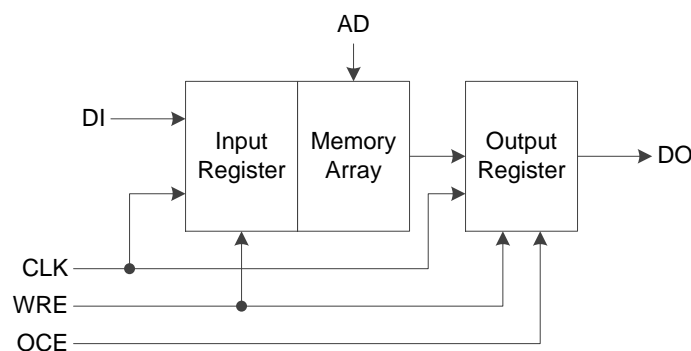 AD
DI
Input
Register
Memory
Array
Output
Register
DO
CLK
WRE
OCE